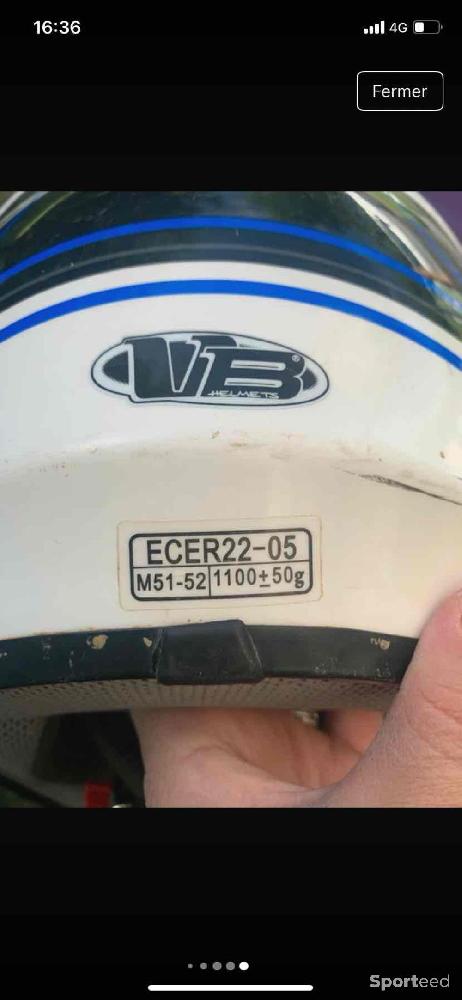 16:36
4G
Fermer
VB®
HELMETS
ECER22-05
M51-52 1100±50g
Sporteed